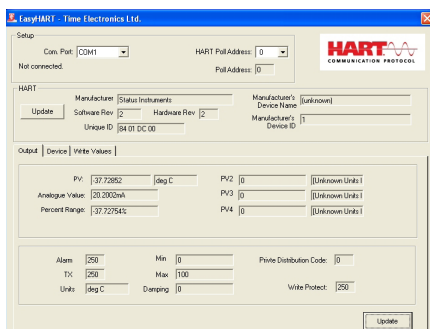 EasyHART - Time Electronics Ltd.
Setup
Com. Port: COM1
HART Poll Address: 0
Not connected.
Poll Address: 0
HART
COMMUNICATION PROTOCOL
HART
Manufacturer Status Instruments
Manufacturer's Device Name (unknown)
Update
Software Rev 2 Hardware Rev 2
Manufacturer's Device ID 1
Unique ID 84 01 DC 00
Output Device Write Values
PV: -37.72852 deg C PV2 0 (Unknown Units I
Analogue Value: 20.2002mA PV3 0 (Unknown Units I
Percent Range: -37.72754% PV4 0 (Unknown Units I
Alarm 250 Min 0 Privte Distribution Code: 0
TX 250 Max 100
Units deg C Damping 0 Write Protect: 250
Update